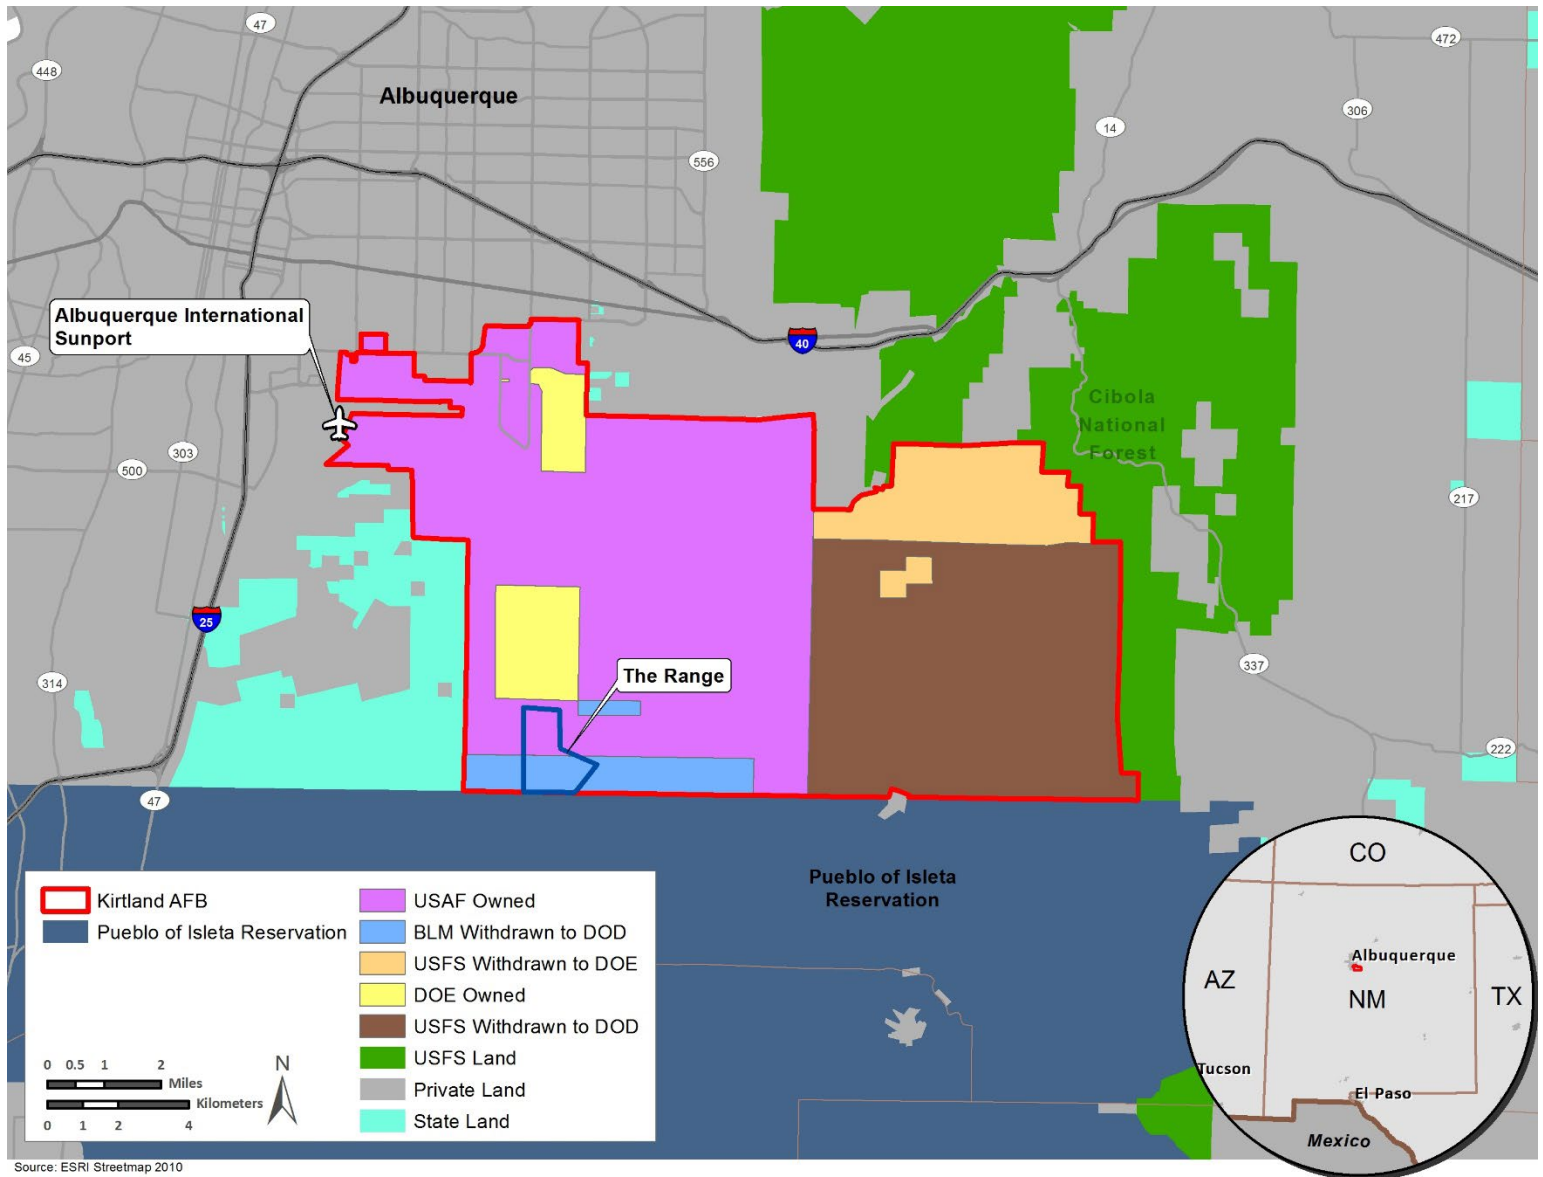 47
448
472
Albuquerque
306
14
556
Albuquerque International
Sunport
40
45
Cibola
National
Forest
303
500
217
25
337
The Range
314
222
47
Pueblo of Isleta
Reservation
Kirtland AFB
Pueblo of Isleta Reservation
USAF Owned
BLM Withdrawn to DOD
USFS Withdrawn to DOE
DOE Owned
USFS Withdrawn to DOD
USFS Land
Private Land
State Land
0 0.5 1 2
Miles
Kilometers
0 1 2 4
N
CO
Albuquerque
AZ
NM
TX
Tucson
El Paso
Mexico
Source: ESRI Streetmap 2010